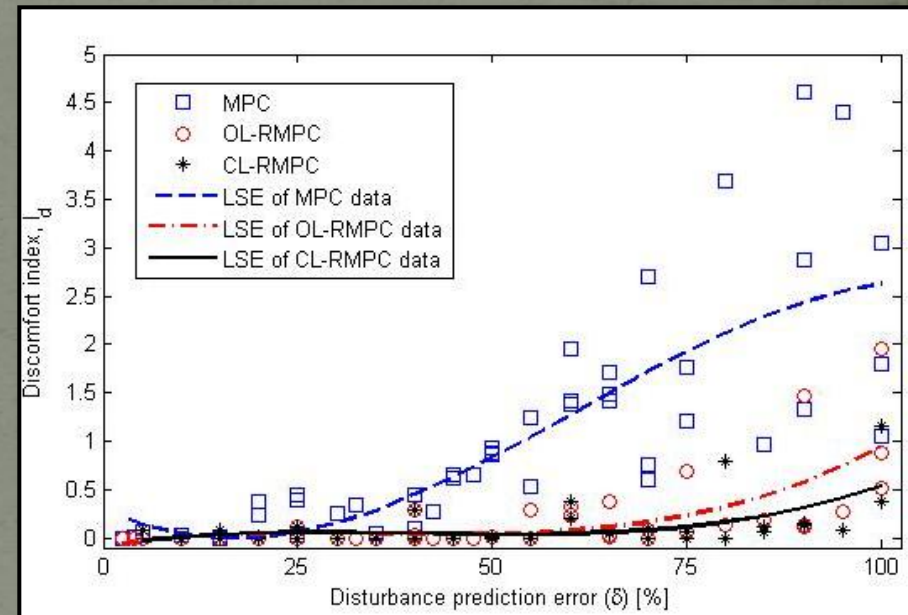 5
4.5
4
3.5
3
2.5
2
1.5
1
0.5
0
MPC
OL-RMPC
CL-RMPC
LSE of MPC data
LSE of OL-RMPC data
LSE of CL-RMPC data
Discomfort index, I_d
0 25 50 75 100
Disturbance prediction error (δ) [%]